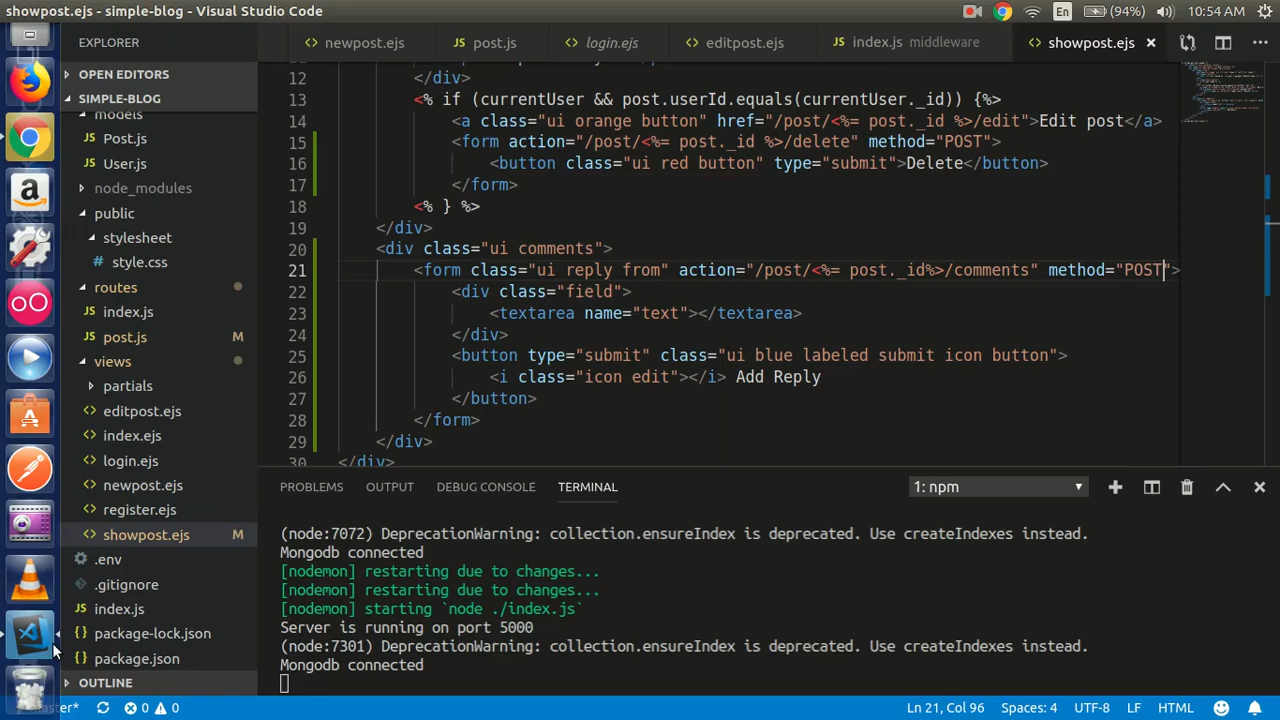 showpost.ejs - simple-blog - Visual Studio Code
En
(94%)
10:54 AM
EXPLORER
OPEN EDITORS
SIMPLE-BLOG
models
Post.js
User.js
node_modules
public
stylesheet
style.css
routes
index.js
post.js M
views
partials
editpost.ejs
index.ejs
login.ejs
newpost.ejs
register.ejs
showpost.ejs M
.env
.gitignore
index.js
package-lock.json
package.json
OUTLINE
newpost.ejs
post.js
login.ejs
editpost.ejs
index.js middleware
showpost.ejs
12 </div>
13 <% if (currentUser && post.userId.equals(currentUser._id)) {%>
14 <a class="ui orange button" href="/post/<%= post._id %>/edit">Edit post</a>
15 <form action="/post/<%= post._id %>/delete" method="POST">
16 <button class="ui red button" type="submit">Delete</button>
17 </form>
18 <% } %>
19 </div>
20 <div class="ui comments">
21 <form class="ui reply from" action="/post/<%= post._id%>/comments" method="POST">
22 <div class="field">
23 <textarea name="text"></textarea>
24 </div>
25 <button type="submit" class="ui blue labeled submit icon button">
26 <i class="icon edit"></i> Add Reply
27 </button>
28 </form>
29 </div>
30 </div>
PROBLEMS
OUTPUT
DEBUG CONSOLE
TERMINAL
1: npm
(node:7072) DeprecationWarning: collection.ensureIndex is deprecated. Use createIndexes instead.
Mongodb connected
[nodemon] restarting due to changes...
[nodemon] restarting due to changes...
[nodemon] starting `node ./index.js`
Server is running on port 5000
(node:7301) DeprecationWarning: collection.ensureIndex is deprecated. Use createIndexes instead.
Mongodb connected
0 0
Ln 21, Col 96
Spaces: 4
UTF-8
LF
HTML